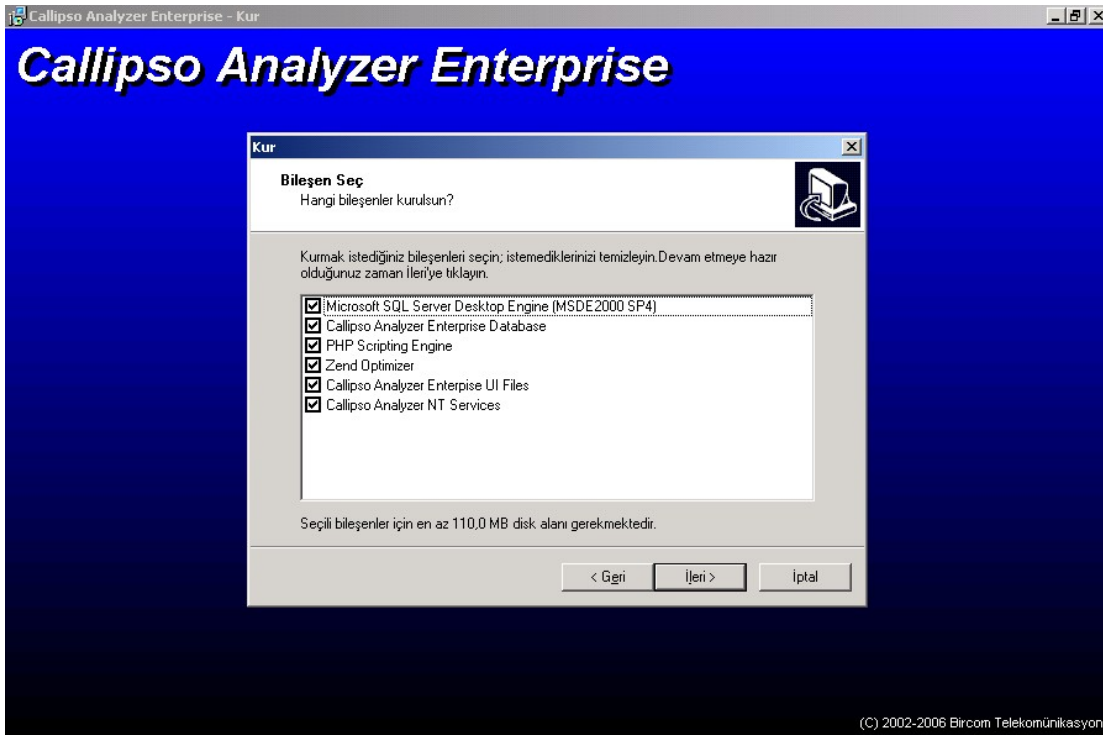 Callipso Analyzer Enterprise - Kur
Callipso Analyzer Enterprise
Kur
Bileşen Seç
Hangi bileşenler kurulsun?
Kurmak istediğiniz bileşenleri seçin; istemediklerinizi temizleyin.Devam etmeye hazır
olduğunuz zaman İleri'ye tıklayın.
Microsoft SQL Server Desktop Engine (MSDE2000 SP4)
Callipso Analyzer Enterprise Database
PHP Scripting Engine
Zend Optimizer
Callipso Analyzer Enterpise UI Files
Callipso Analyzer NT Services
Seçili bileşenler için en az 110,0 MB disk alanı gerekmektedir.
< Geri
İleri >
İptal
(C) 2002-2006 Bircom Telekomünikasyon